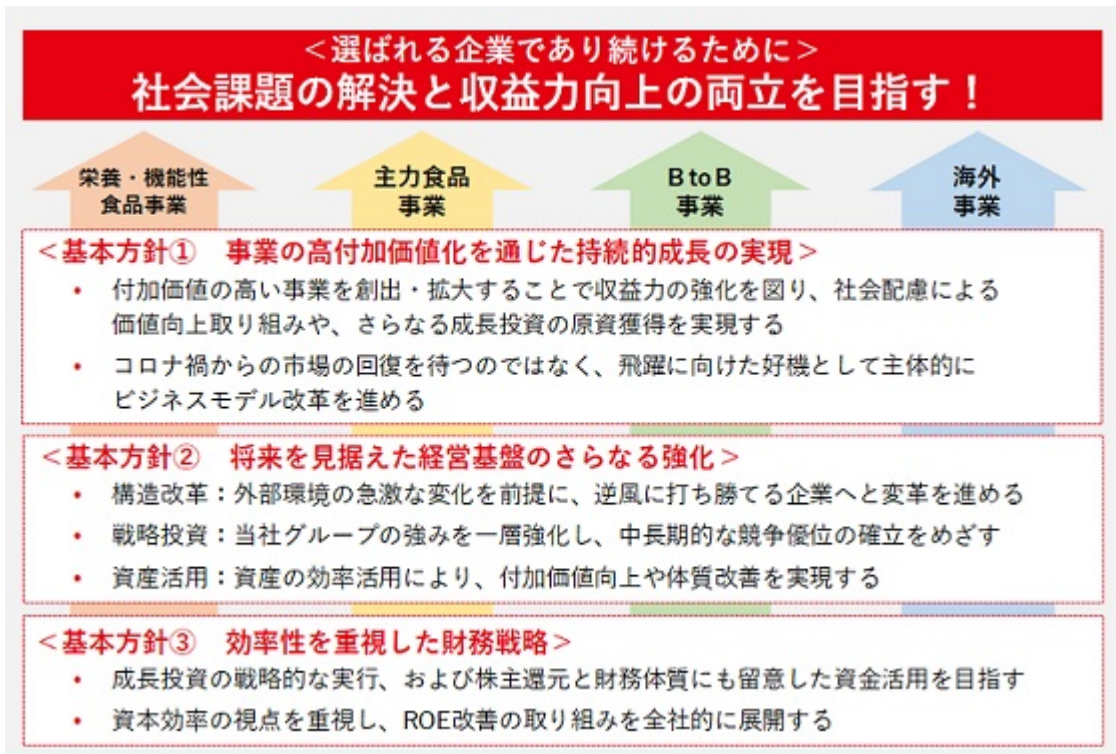 ＜選ばれる企業であり続けるために＞
社会課題の解決と収益力向上の両立を目指す！
栄養・機能性
食品事業
主力食品
事業
BtoB
事業
海外
事業
＜基本方針①　事業の高付加価値化を通じた持続的成長の実現＞
• 付加価値の高い事業を創出・拡大することで収益力の強化を図り、社会配慮による
価値向上取り組みや、さらなる成長投資の原資獲得を実現する
• コロナ禍からの市場の回復を待つのではなく、飛躍に向けた好機として主体的に
ビジネスモデル改革を進める
＜基本方針②　将来を見据えた経営基盤のさらなる強化＞
• 構造改革：外部環境の急激な変化を前提に、逆風に打ち勝てる企業へと変革を進める
• 戦略投資：当社グループの強みを一層強化し、中長期的な競争優位の確立をめざす
• 資産活用：資産の効率活用により、付加価値向上や体質改善を実現する
＜基本方針③　効率性を重視した財務戦略＞
• 成長投資の戦略的な実行、および株主還元と財務体質にも留意した資金活用を目指す
• 資本効率の視点を重視し、ROE改善の取り組みを全社的に展開する